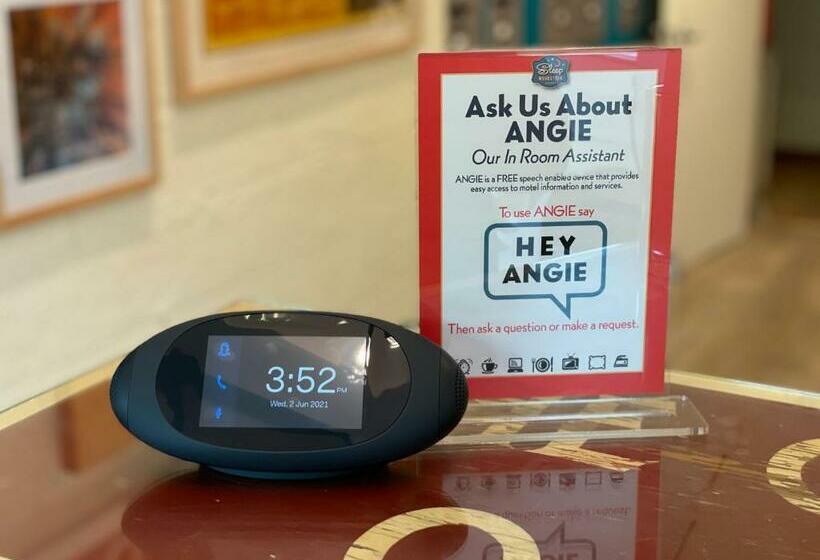 Sleep
Ask Us About
ANGIE
Our In Room Assistant
ANGIE is a FREE speech enabled device that provides
easy access to motel information and services.
To use ANGIE say
HEY
ANGIE
Then ask a question or make a request.
3:52 PM
Wed, 2 Jun 2021